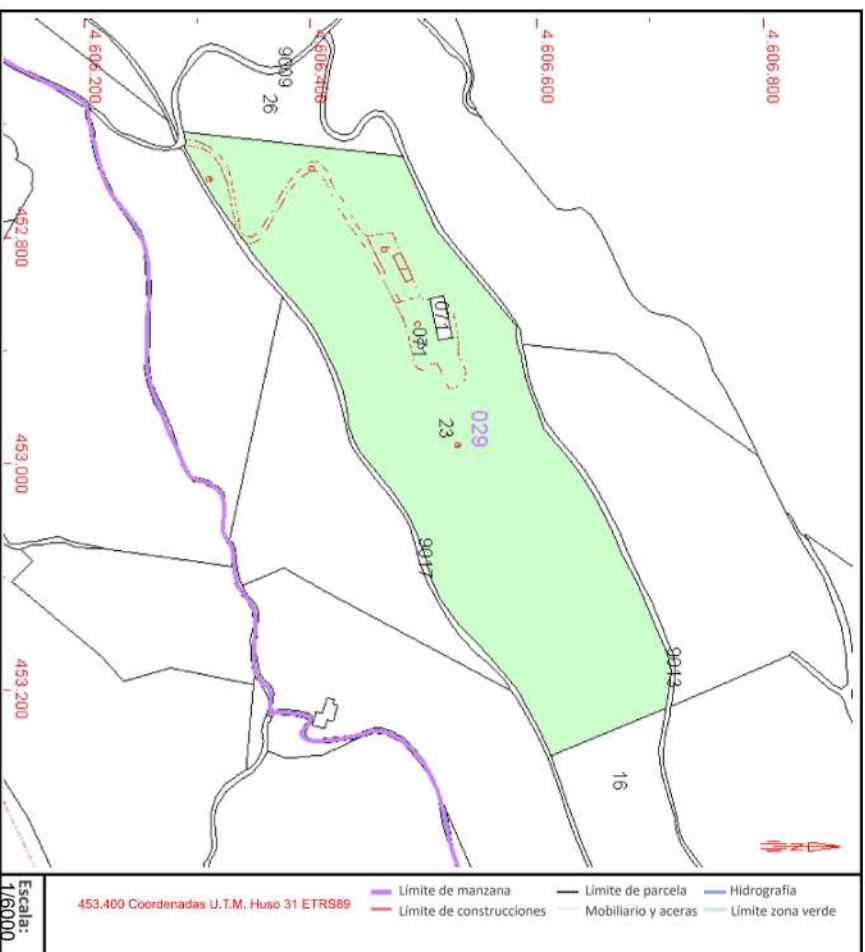 4.606.200
4.606.400
4.606.600
4.606.800
9009
26
e
d
452.800
b
071
c
071
029
23
a
453.000
9017
9013
453.200
16
N
Escala:
1/6000
453.400 Coordenadas U.T.M. Huso 31 ETRS89
Límite de manzana
Límite de parcela
Hidrografía
Límite de construcciones
Mobiliario y aceras
Límite zona verde